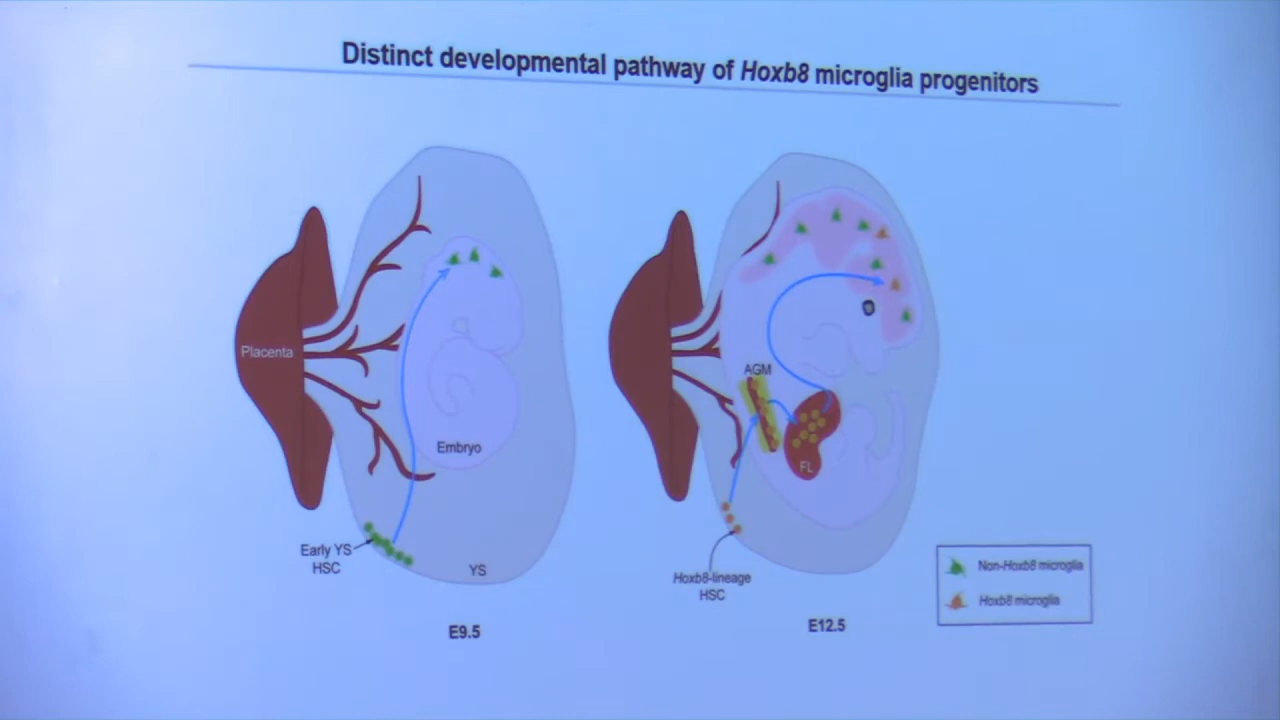 Distinct developmental pathway of Hoxb8 microglia progenitors
Placenta
Embryo
Early YS
HSC
YS
E9.5
AGM
FL
Hoxb8-lineage
HSC
E12.5
Non-Hoxb8 microglia
Hoxb8 microglia